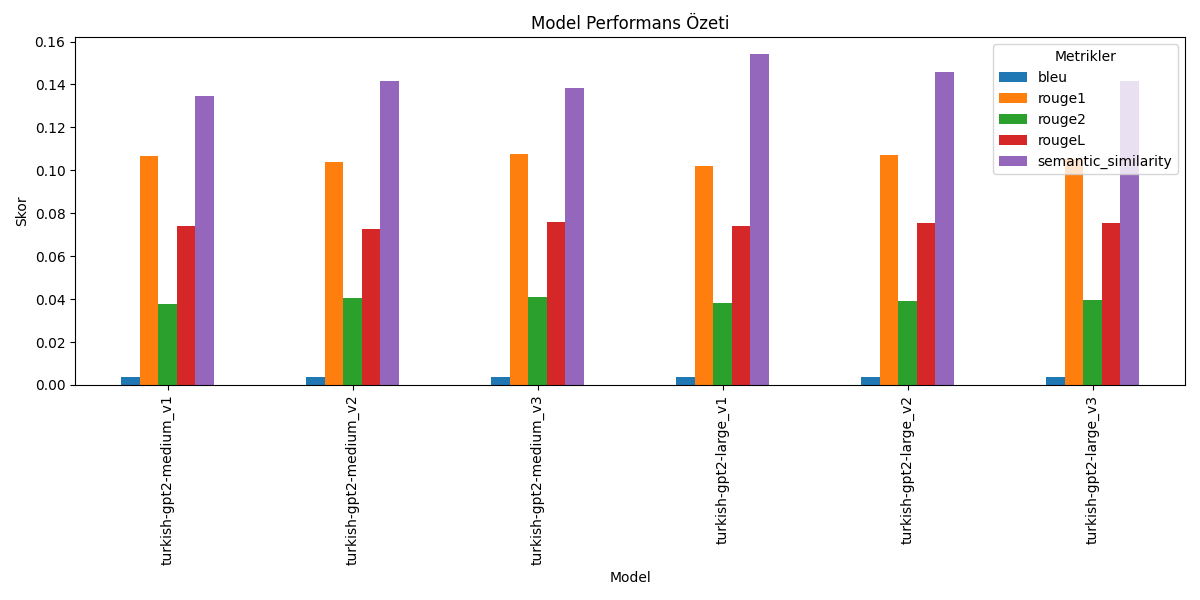 Model Performans Özeti
Skor
0.16
0.14
0.12
0.10
0.08
0.06
0.04
0.02
0.00
Metrikler
bleu
rouge1
rouge2
rougeL
semantic_similarity
turkish-gpt2-medium_v1
turkish-gpt2-medium_v2
turkish-gpt2-medium_v3
turkish-gpt2-large_v1
turkish-gpt2-large_v2
turkish-gpt2-large_v3
Model